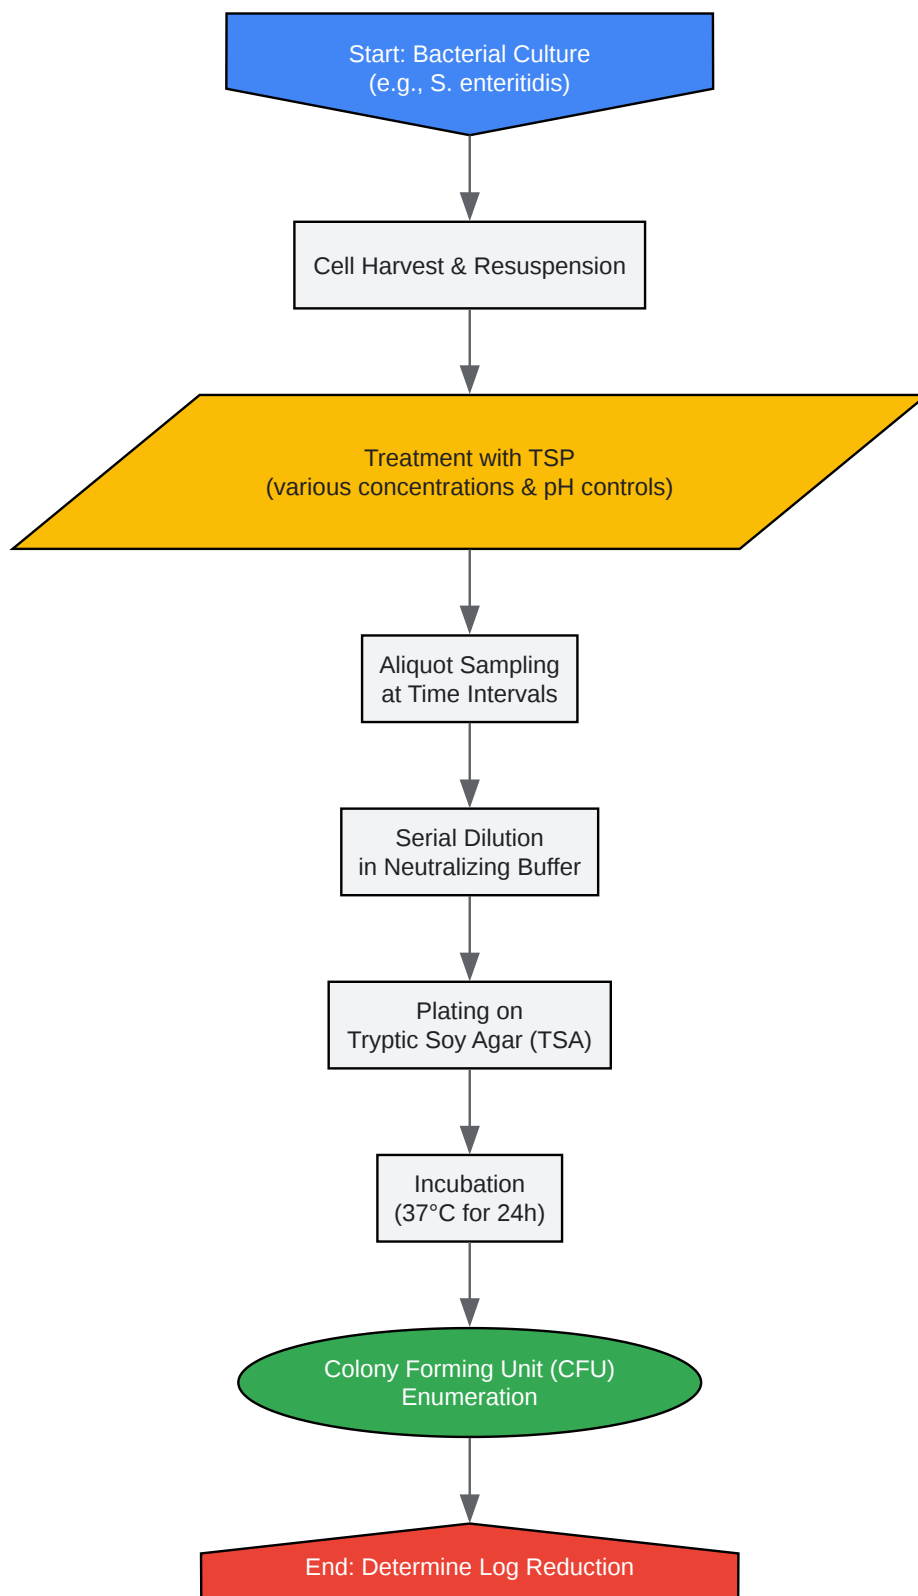 Start: Bacterial Culture
(e.g., S. enteritidis)
Cell Harvest & Resuspension
Treatment with TSP
(various concentrations & pH controls)
Aliquot Sampling
at Time Intervals
Serial Dilution
in Neutralizing Buffer
Plating on
Tryptic Soy Agar (TSA)
Incubation
(37°C for 24h)
Colony Forming Unit (CFU)
Enumeration
End: Determine Log Reduction